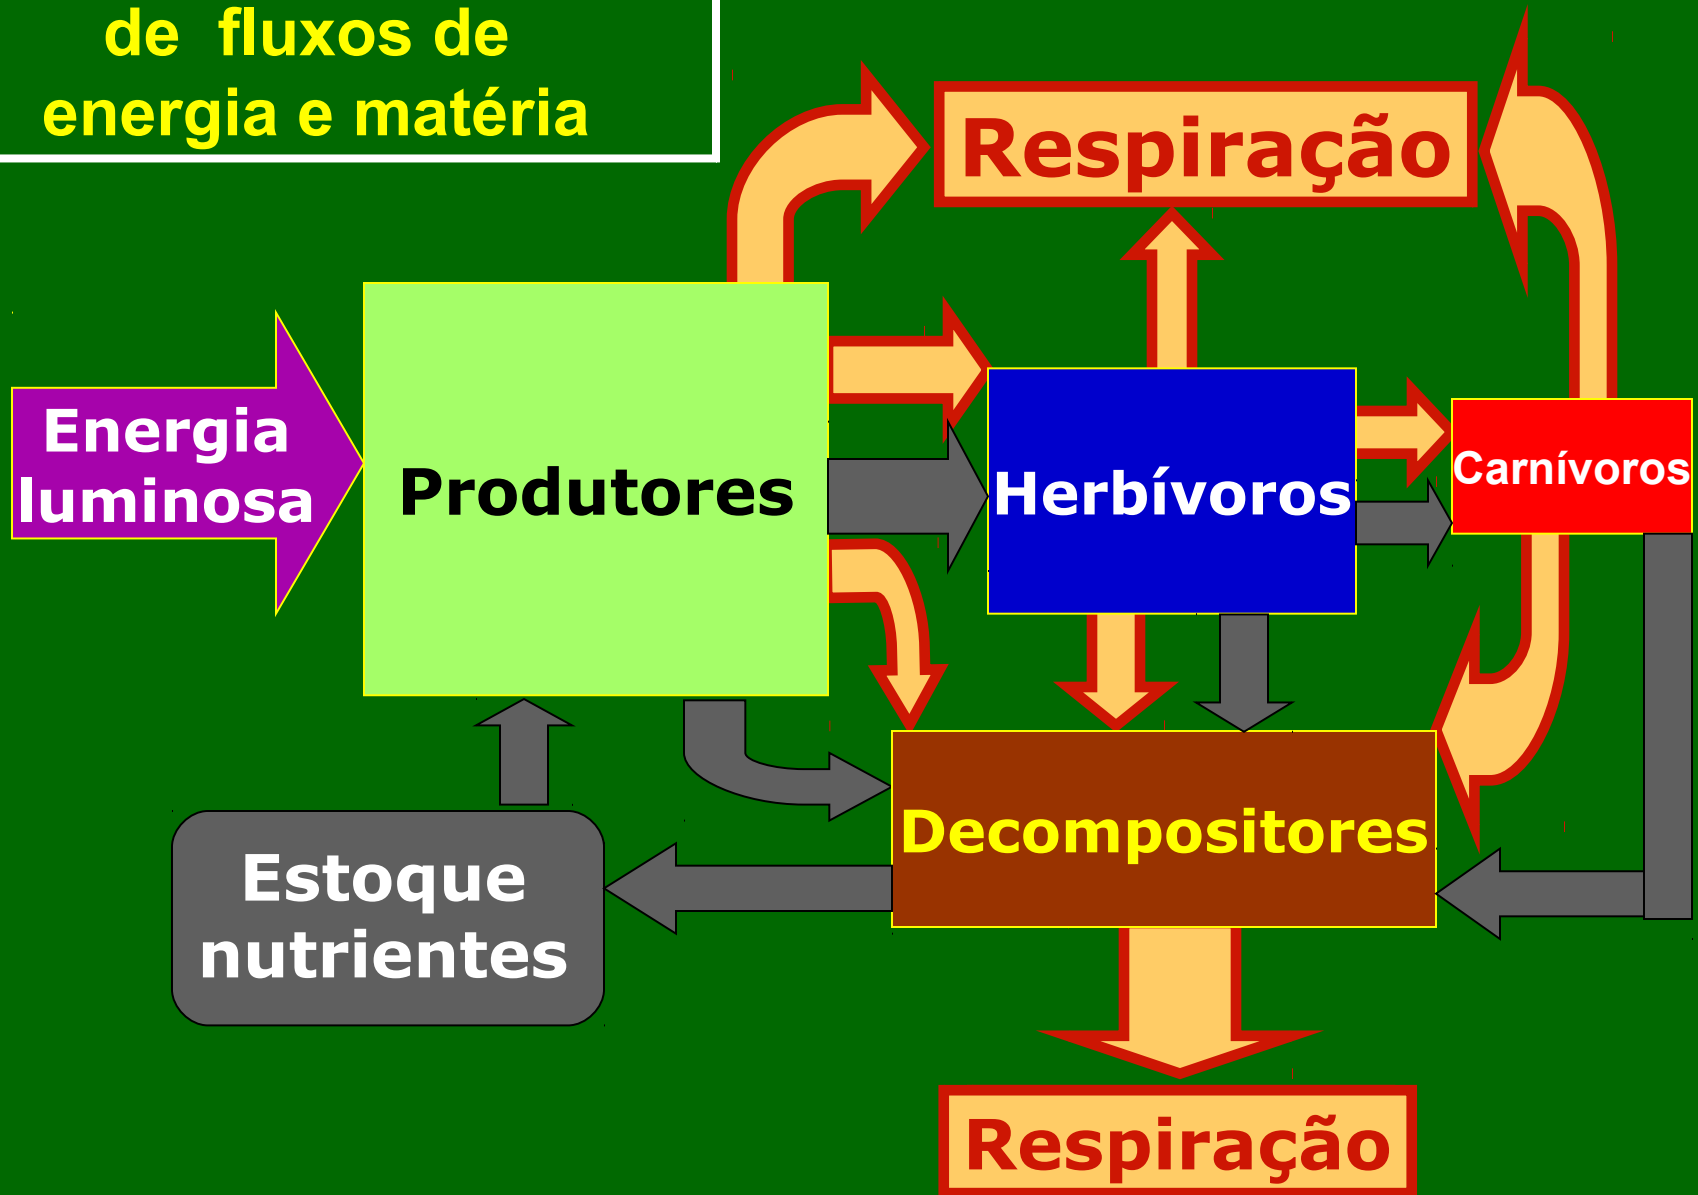 de fluxos de
energia e matéria
Respiração
Energia
luminosa
Produtores
Herbívoros
Carnívoros
Decompositores
Estoque
nutrientes
Respiração